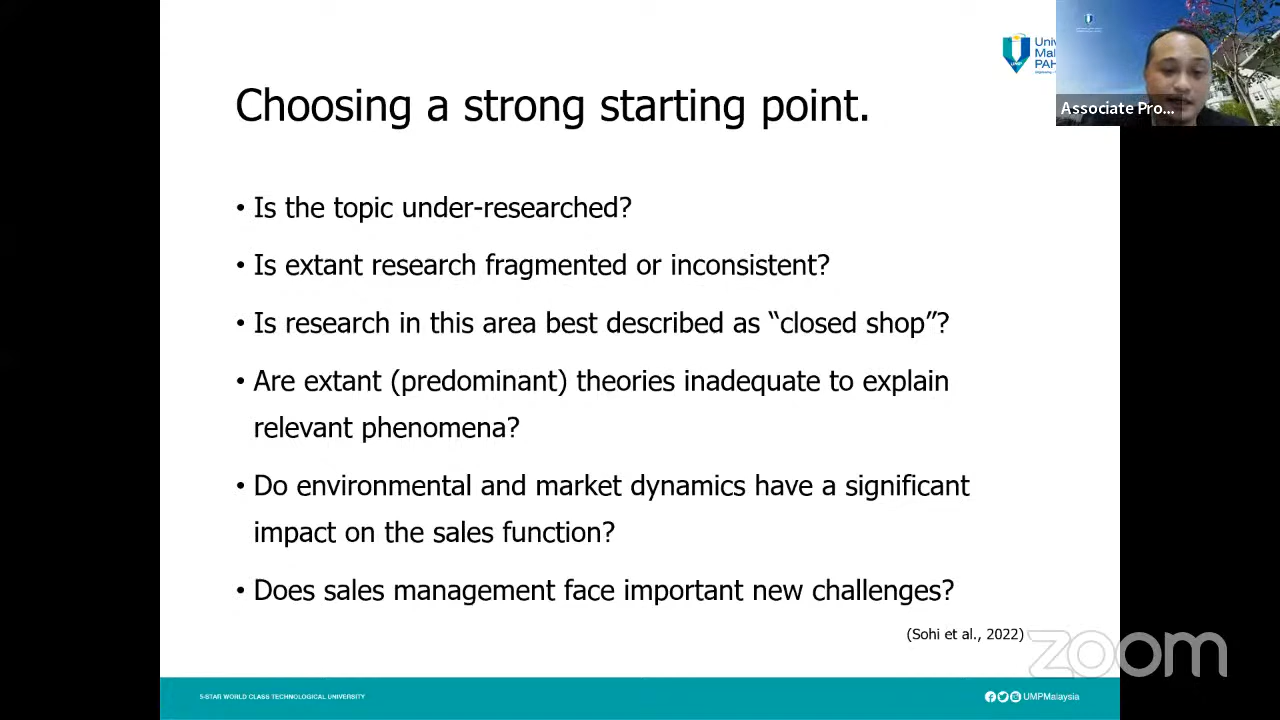 Choosing a strong starting point.
Univ
Mal
PAH
Associate Pro...
• Is the topic under-researched?
• Is extant research fragmented or inconsistent?
• Is research in this area best described as “closed shop”?
• Are extant (predominant) theories inadequate to explain
relevant phenomena?
• Do environmental and market dynamics have a significant
impact on the sales function?
• Does sales management face important new challenges?
(Sohi et al., 2022)
zoom
5-STAR WORLD CLASS TECHNOLOGICAL UNIVERSITY
UMPMalaysia